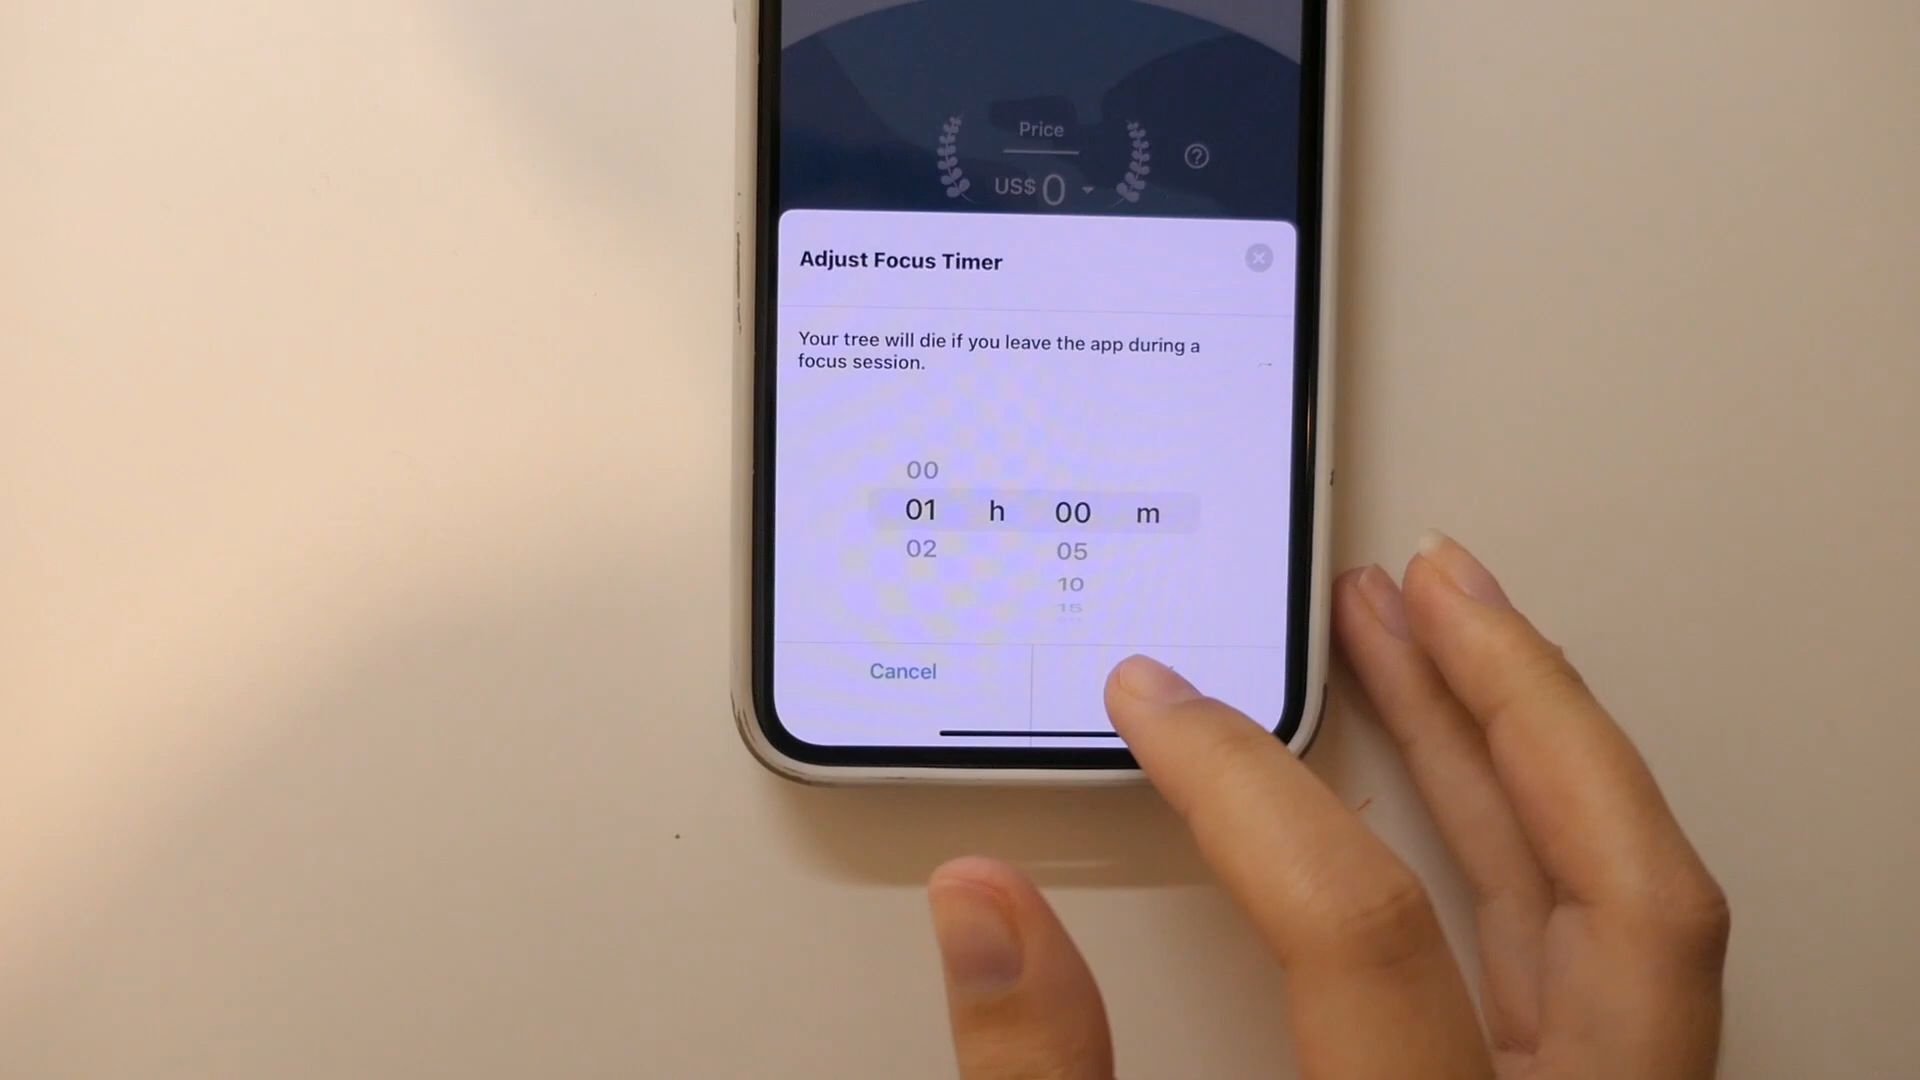 Price
US$ 0
Adjust Focus Timer
Your tree will die if you leave the app during a
focus session.
00
01 h 00 m
02 05
10
15
Cancel